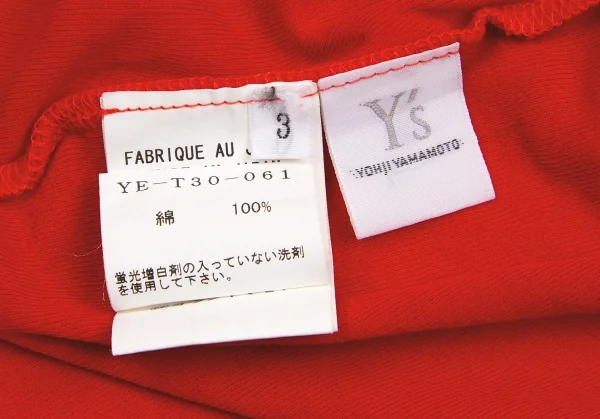 3
FABRIQUE AU
YE-T30-061
綿 100%
蛍光増白剤の入っていない洗剤
を使用して下さい。
Y's
YOHJI YAMAMOTO